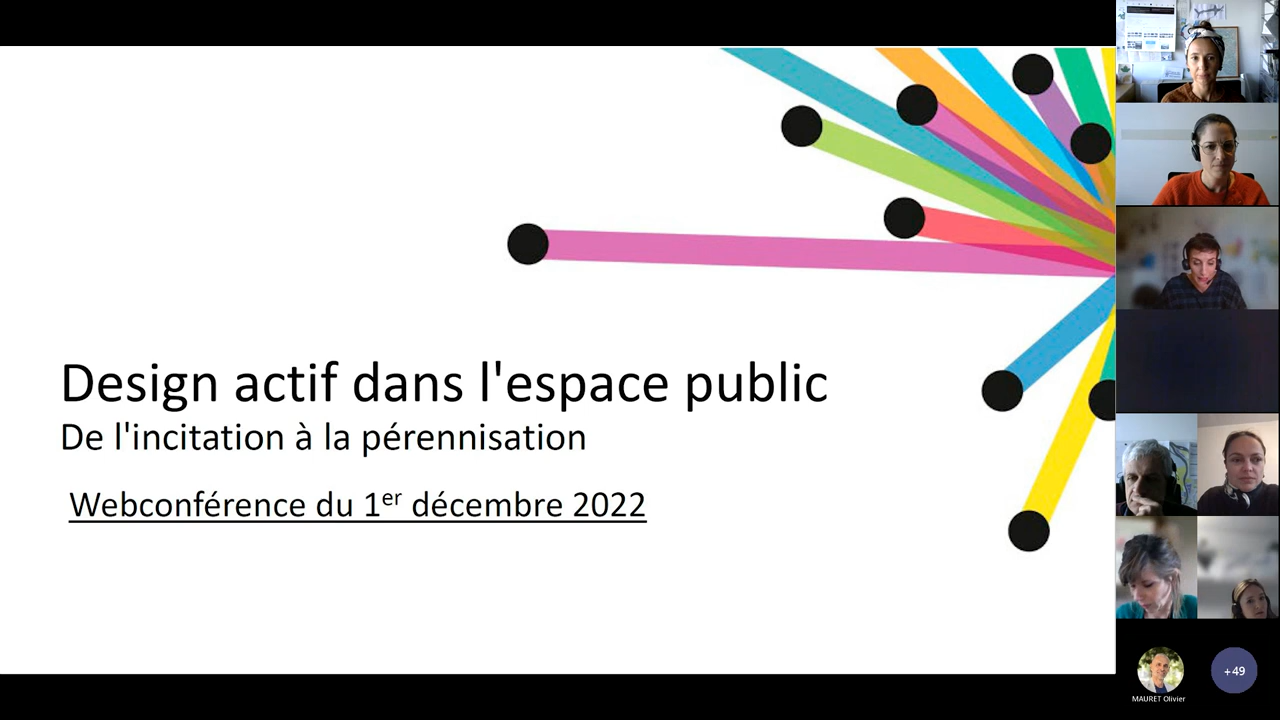 Design actif dans l'espace public
De l'incitation à la pérennisation
Webconférence du 1er décembre 2022
MAURET Olivier
+49